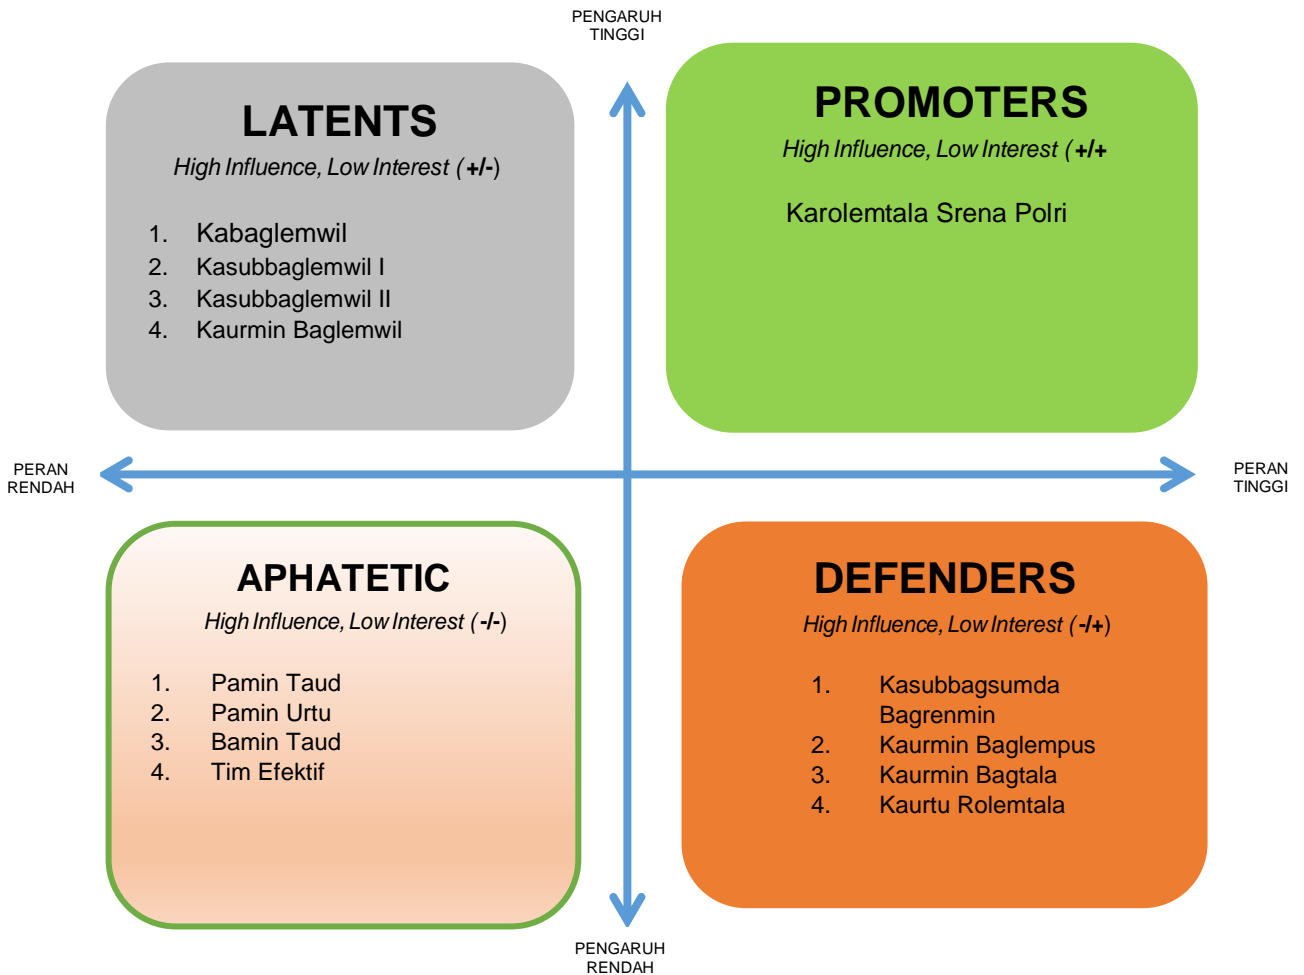 PENGARUH
TINGGI
LATENTS
High Influence, Low Interest ( +/-)
1. Kabaglemwil
2. Kasubbaglemwil I
3. Kasubbaglemwil II
4. Kaurmin Baglemwil
PROMOTERS
High Influence, Low Interest ( +/+
Karolemtala Srena Polri
PERAN
RENDAH
PERAN
TINGGI
APHATETIC
High Influence, Low Interest ( -/-)
1. Pamin Taud
2. Pamin Urtu
3. Bamin Taud
4. Tim Efektif
DEFENDERS
High Influence, Low Interest ( -/+)
1. Kasubbagsumda
Bagrenmin
2. Kaurmin Baglempus
3. Kaurmin Bagtala
4. Kaurtu Rolemtala
PENGARUH
RENDAH